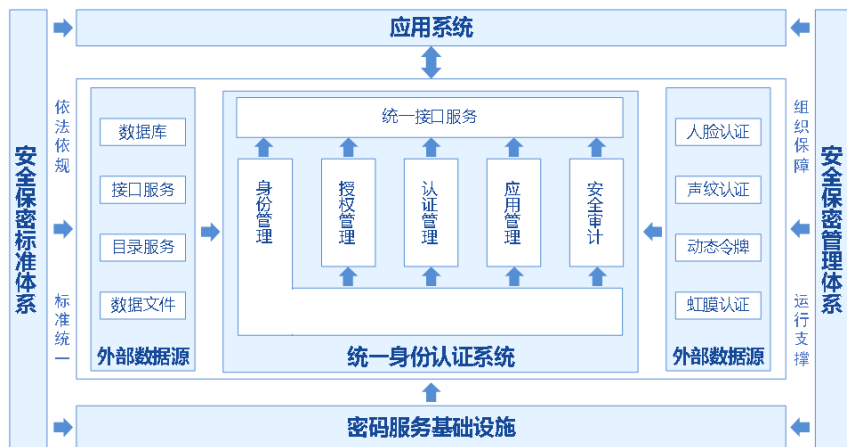 应用系统
安全保密标准体系
依法依规
标准统一
数据库
接口服务
目录服务
数据文件
外部数据源
统一接口服务
身份管理
授权管理
认证管理
应用管理
安全审计
统一身份认证系统
人脸认证
声纹认证
动态令牌
虹膜认证
外部数据源
组织保障
运行支撑
安全保密管理体系
密码服务基础设施